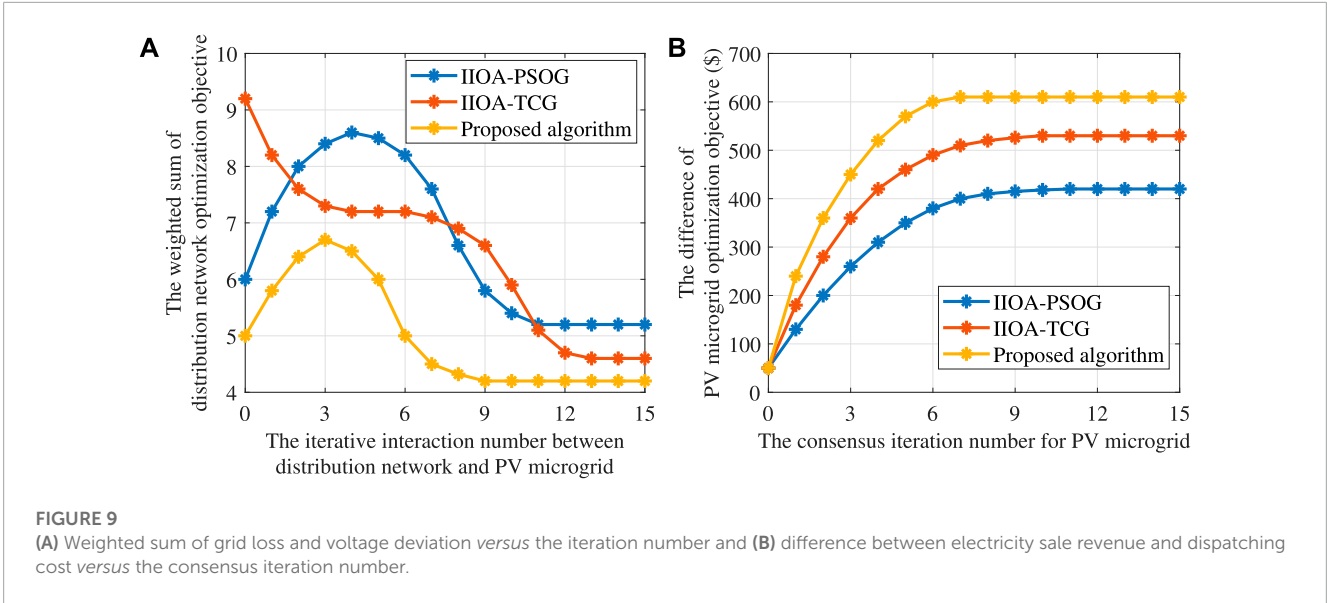 A
The weighted sum of
distribution network optimization objective
10
9
8
7
6
5
4
0
3
6
9
12
15
IIOA-PSOG
IIOA-TCG
Proposed algorithm
The iterative interaction number between
distribution network and PV microgrid
B
The difference of
PV microgrid optimization objective ($)
700
600
500
400
300
200
100
0
0
3
6
9
12
15
IIOA-PSOG
IIOA-TCG
Proposed algorithm
The consensus iteration number for PV microgrid
FIGURE 9
(A) Weighted sum of grid loss and voltage deviation versus the iteration number and (B) difference between electricity sale revenue and dispatching
cost versus the consensus iteration number.